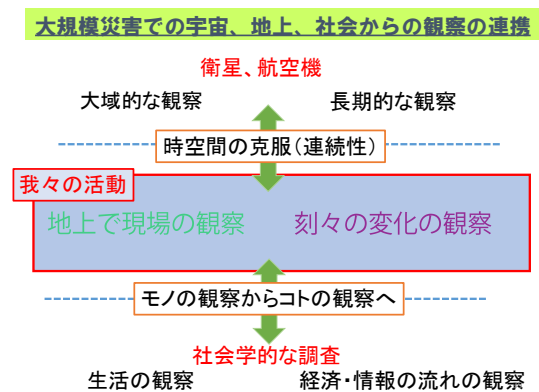 大規模災害での宇宙、地上、社会からの観察の連携
衛星、航空機
大域的な観察 長期的な観察
時空間の克服(連続性)
我々の活動
地上で現場の観察 刻々の変化の観察
モノの観察からコトの観察へ
社会学的な調査
生活の観察 経済・情報の流れの観察